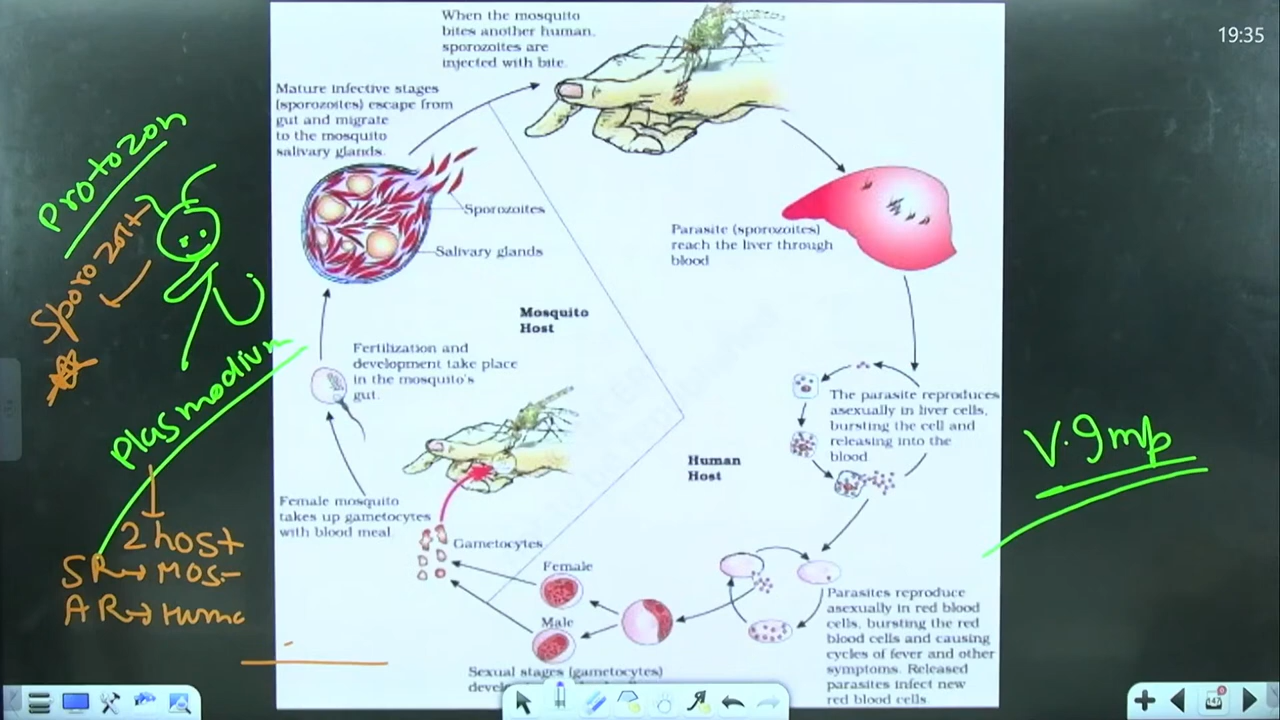 19:35
When the mosquito
bites another human,
sporozoites are
injected with bite.
Mature infective stages
(sporozoites) escape from
gut and migrate
to the mosquito
salivary glands.
Protozon
Sporozoit
Sporozoites
Salivary glands
Parasite (sporozoites)
reach the liver through
blood
Mosquito
Host
Fertilization and
development take place
in the mosquito's
gut.
Plasmodium
The parasite reproduces
asexually in liver cells,
bursting the cell and
releasing into the
blood
V. Imp
Human
Host
Female mosquito
takes up gametocytes
with blood meal.
Gametocytes
2 host
SR→ Mos-
AR→ Huma
Female
Male
Parasites reproduce
asexually in red blood
cells, bursting the red
blood cells and causing
cycles of fever and other
symptoms. Released
parasites infect new
red blood cells
Sexual stages (gametocytes)